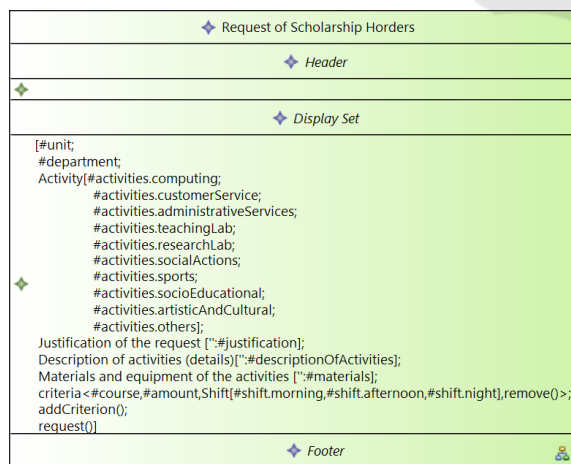 Request of Scholarship Horders
Header
Display Set
[#unit;
#department;
Activity[#activities.computing;
#activities.customerService;
#activities.administrativeServices;
#activities.teachingLab;
#activities.researchLab;
#activities.socialActions;
#activities.sports;
#activities.socioEducational;
#activities.artisticAndCultural;
#activities.others];
Justification of the request ['':#justification];
Description of activities (details)['':#descriptionOfActivities];
Materials and equipment of the activities ['':#materials];
criteria<#course,#amount,Shift[#shift.morning,#shift.afternoon,#shift.night],remove()>;
addCriterion();
request()]
Footer